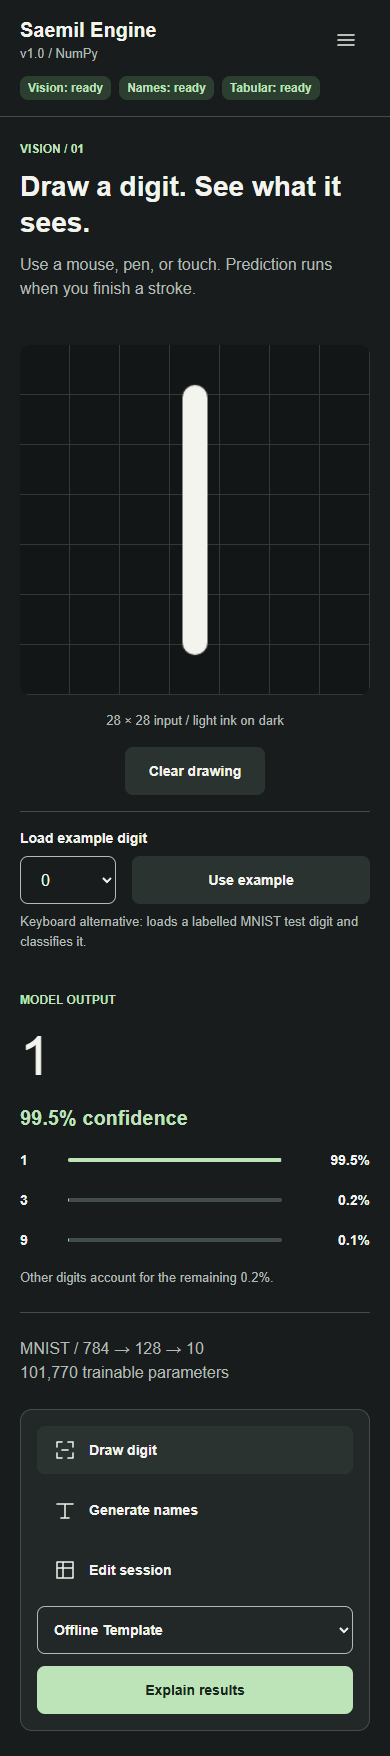 Saemil Engine
v1.0 / NumPy
Vision: ready Names: ready Tabular: ready
VISION / 01
Draw a digit. See what it
sees.
Use a mouse, pen, or touch. Prediction runs
when you finish a stroke.
28 × 28 input / light ink on dark
Clear drawing
Load example digit
0 Use example
Keyboard alternative: loads a labelled MNIST test digit and
classifies it.
MODEL OUTPUT
1
99.5% confidence
1 99.5%
3 0.2%
9 0.1%
Other digits account for the remaining 0.2%.
MNIST / 784 → 128 → 10
101,770 trainable parameters
Draw digit
Generate names
Edit session
Offline Template
Explain results